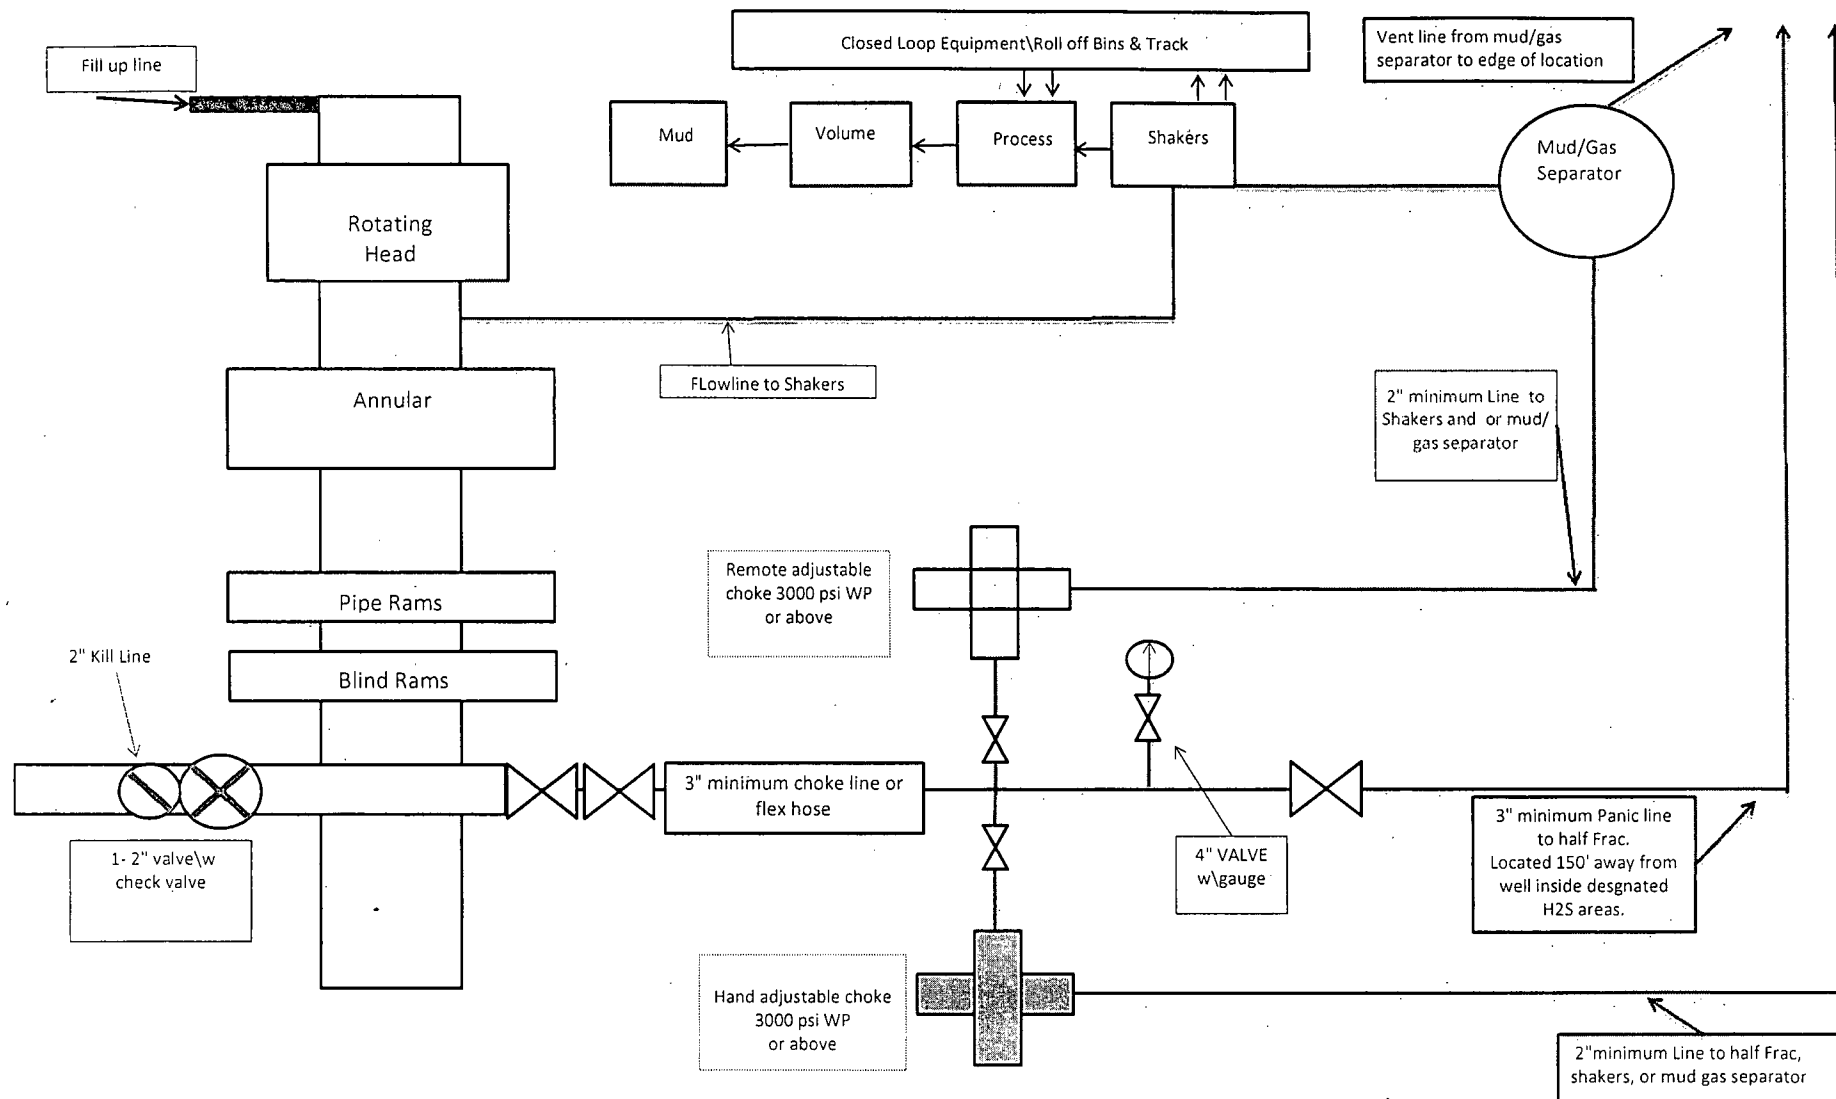 Fill up line
Closed Loop Equipment\Roll off Bins & Track
Vent line from mud/gas
separator to edge of location
Mud
Volume
Process
Shakers
Mud/Gas
Separator
Rotating
Head
FLowline to Shakers
Annular
2" minimum Line to
Shakers and or mud/
gas separator
Remote adjustable
choke 3000 psi WP
or above
Pipe Rams
2" Kill Line
Blind Rams
3" minimum choke line or
flex hose
1- 2" valve\w
check valve
4" VALVE
w\gauge
3" minimum Panic line
to half Frac.
Located 150' away from
well inside desgnated
H2S areas.
Hand adjustable choke
3000 psi WP
or above
2"minimum Line to half Frac,
shakers, or mud gas separator